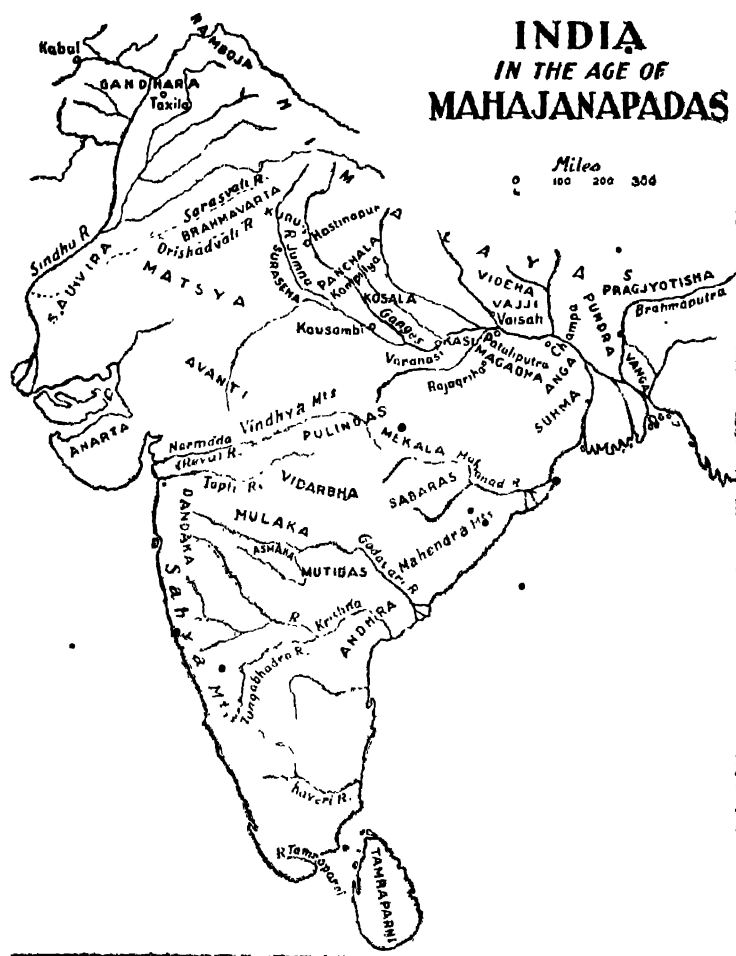 INDIA
IN THE AGE OF
MAHAJANAPADAS
Miles
0 100 200 300
KAMBOJA
Kabul
GANDHARA
Taxila
HIMALAYAS
Sindhu R
SAUVIRA
Sarasvati R.
BRAHMAVARTA
Drishadvati R
KURU
R Jumna
Hastinapur
SURASENA
PANCHALA
Kampilya
KOSALA
Ganges
MATSYA
Kausambi
VIDEHA
VAJJI
Vaisali
PRAGJYOTISHA
Brahmaputra
PUNDRA
Champa
KASI
Varanasi
Pataliputra
MAGADHA
Rajagriha
ANGA
VANGA
SUHMA
AVANTI
ANARTA
Vindhya Mts
Narmada
(Reva) R.
PULINDAS
MEKALA
Tapti R.
VIDARBHA
SABARAS
DANDAKA
MULAKA
ASMAKA
MUTIBAS
Godavari R
Mahendra Mts
Sahya Mts
R Krishna
ANDHRA
Tungabhadra R.
Kaveri R.
R Tamraparni
TAMRAPARNI